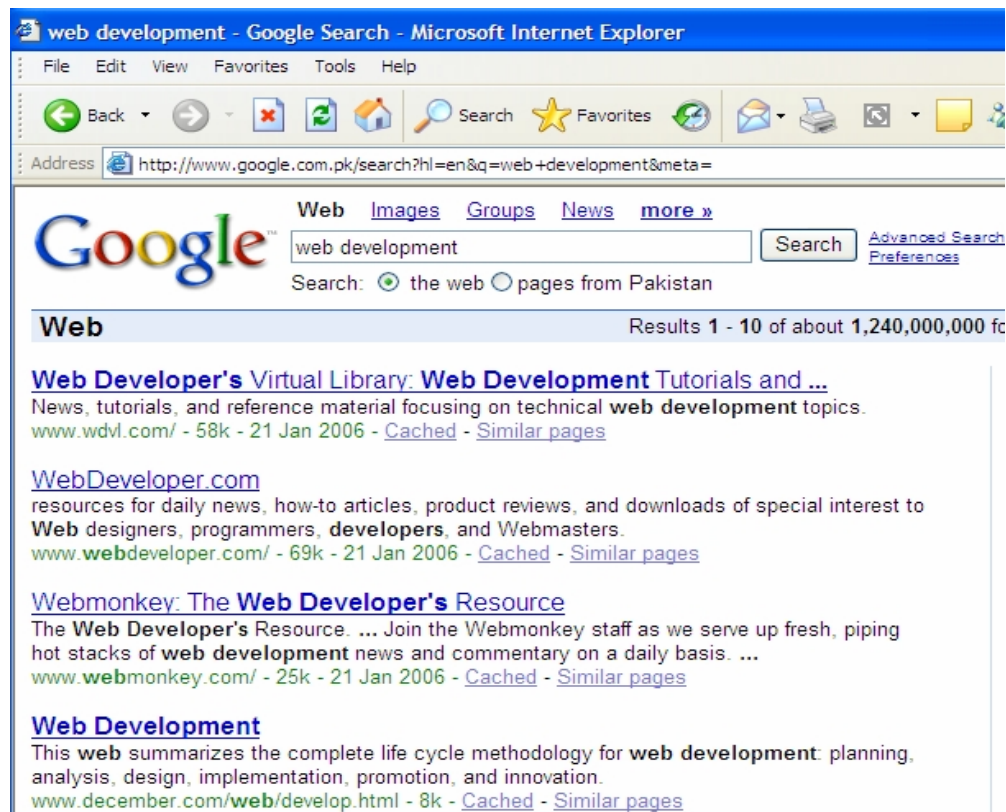 web development - Google Search - Microsoft Internet Explorer
File Edit View Favorites Tools Help
Back Search Favorites
Address http://www.google.com.pk/search?hl=en&q=web+development&meta=
Web Images Groups News more »
Google™ web development Search Advanced Search
Preferences
Search: the web pages from Pakistan
Web Results 1 - 10 of about 1,240,000,000 fo
Web Developer's Virtual Library: Web Development Tutorials and ...
News, tutorials, and reference material focusing on technical web development topics.
www.wdvl.com/ - 58k - 21 Jan 2006 - Cached - Similar pages
WebDeveloper.com
resources for daily news, how-to articles, product reviews, and downloads of special interest to
Web designers, programmers, developers, and Webmasters.
www.webdeveloper.com/ - 69k - 21 Jan 2006 - Cached - Similar pages
Webmonkey: The Web Developer's Resource
The Web Developer's Resource. ... Join the Webmonkey staff as we serve up fresh, piping
hot stacks of web development news and commentary on a daily basis. ...
www.webmonkey.com/ - 25k - 21 Jan 2006 - Cached - Similar pages
Web Development
This web summarizes the complete life cycle methodology for web development: planning,
analysis, design, implementation, promotion, and innovation.
www.december.com/web/develop.html - 8k - Cached - Similar pages